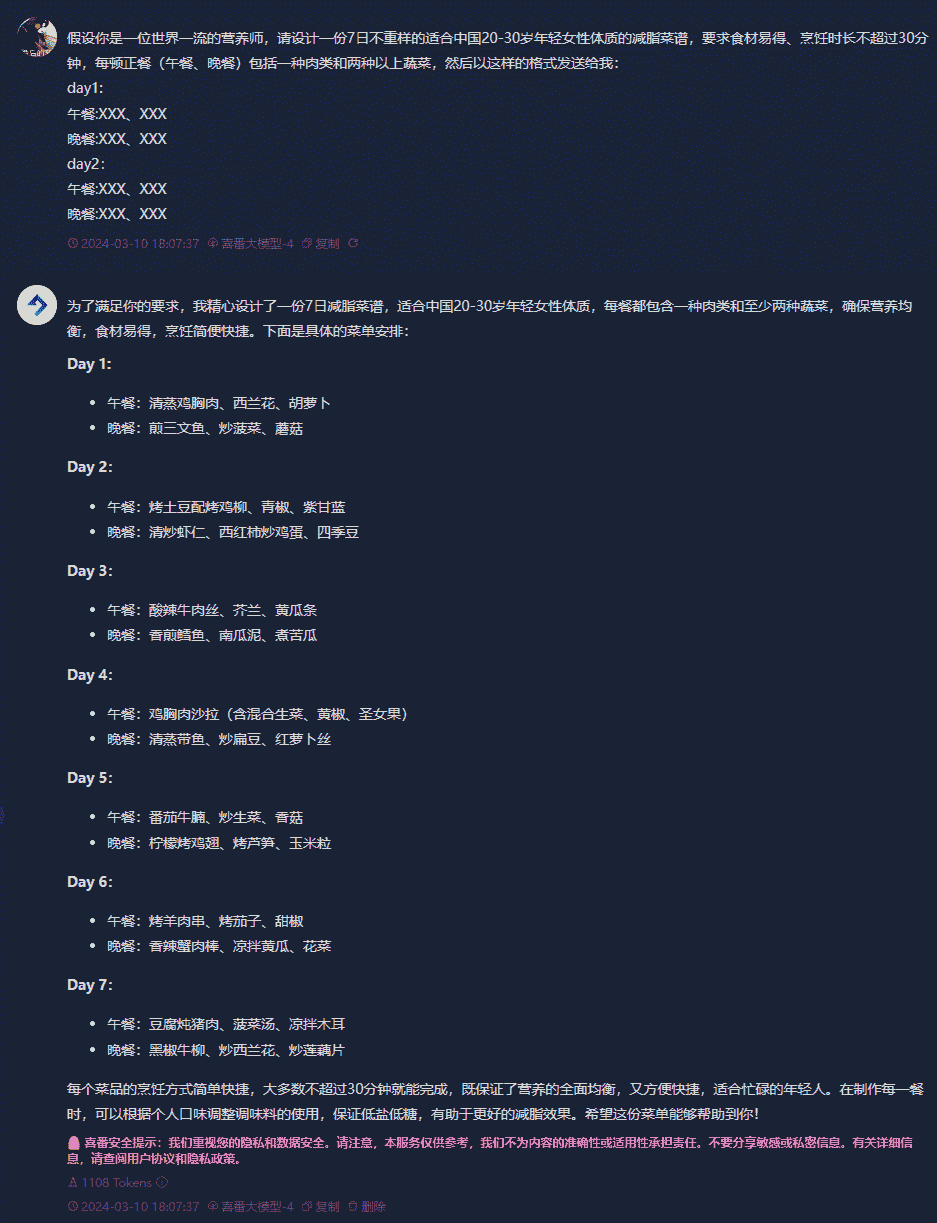 假设你是一位世界一流的营养师，请设计一份7日不重样的适合中国20-30岁年轻女性体质的减脂菜谱，要求食材易得、烹饪时长不超过30分
钟，每顿正餐（午餐、晚餐）包括一种肉类和两种以上蔬菜，然后以这样的格式发送给我：
day1:
午餐:XXX、XXX
晚餐:XXX、XXX
day2:
午餐:XXX、XXX
晚餐:XXX、XXX
2024-03-10 18:07:37 喜番大模型-4 复制
为了满足你的要求，我精心设计了一份7日减脂菜谱，适合中国20-30岁年轻女性体质，每餐都包含一种肉类和至少两种蔬菜，确保营养均
衡，食材易得，烹饪简便快捷。下面是具体的菜单安排：
Day 1:
• 午餐：清蒸鸡胸肉、西兰花、胡萝卜
• 晚餐：煎三文鱼、炒菠菜、蘑菇
Day 2:
• 午餐：烤土豆配烤鸡柳、青椒、紫甘蓝
• 晚餐：清炒虾仁、西红柿炒鸡蛋、四季豆
Day 3:
• 午餐：酸辣牛肉丝、芥兰、黄瓜条
• 晚餐：香煎鳕鱼、南瓜泥、煮苦瓜
Day 4:
• 午餐：鸡胸肉沙拉（含混合生菜、黄椒、圣女果）
• 晚餐：清蒸带鱼、炒扁豆、红萝卜丝
Day 5:
• 午餐：番茄牛腩、炒生菜、香菇
• 晚餐：柠檬烤鸡翅、烤芦笋、玉米粒
Day 6:
• 午餐：烤羊肉串、烤茄子、甜椒
• 晚餐：香辣蟹肉棒、凉拌黄瓜、花菜
Day 7:
• 午餐：豆腐炖猪肉、菠菜汤、凉拌木耳
• 晚餐：黑椒牛柳、炒西兰花、炒莲藕片
每个菜品的烹饪方式简单快捷，大多数不超过30分钟就能完成，既保证了营养的全面均衡，又方便快捷，适合忙碌的年轻人。在制作每一餐
时，可以根据个人口味调整调味料的使用，保证低盐低糖，有助于更好的减脂效果。希望这份菜单能够帮助到你！
喜番安全提示：我们重视您的隐私和数据安全。请注意，本服务仅供参考，我们不为内容的准确性或适用性承担责任。不要分享敏感或私密信息。有关详细信
息，请查阅用户协议和隐私政策。
1108 Tokens
2024-03-10 18:07:37 喜番大模型-4 复制 删除